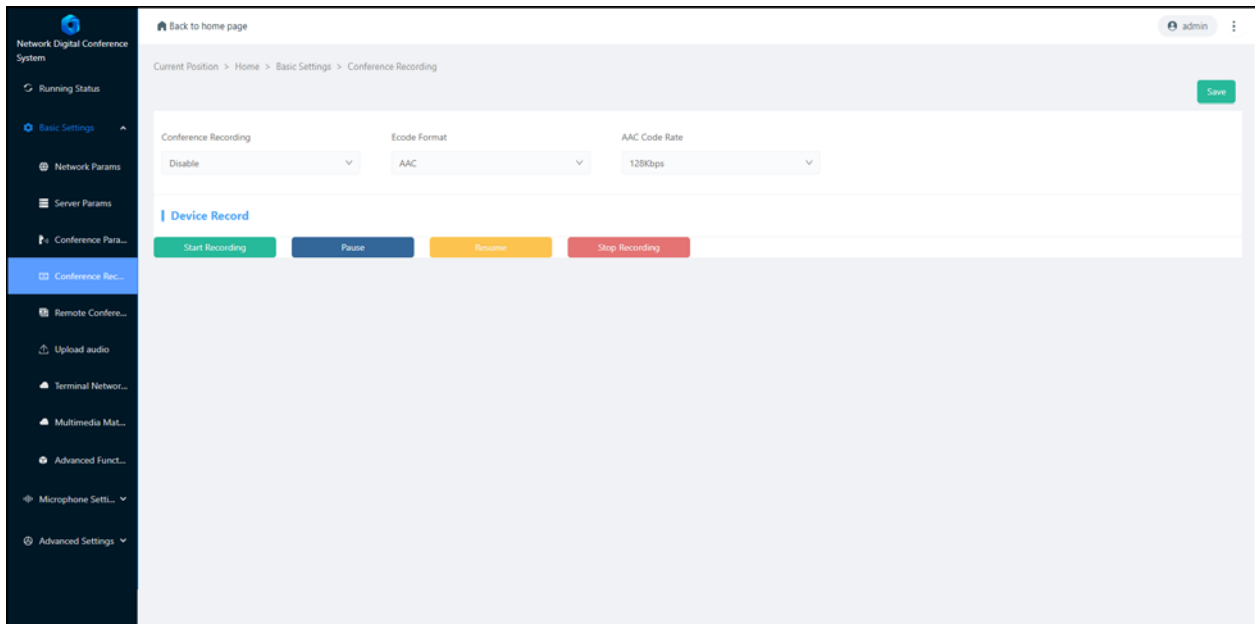 Network Digital Conference
System
Running Status
Basic Settings
Network Params
Server Params
Conference Para...
Conference Rec...
Remote Confere...
Upload audio
Terminal Networ...
Multimedia Mat...
Advanced Funct...
Microphone Setti...
Advanced Settings
Back to home page
admin
Current Position > Home > Basic Settings > Conference Recording
Save
Conference Recording Ecode Format AAC Code Rate
Disable AAC 128Kbps
Device Record
Start Recording Pause Resume Stop Recording